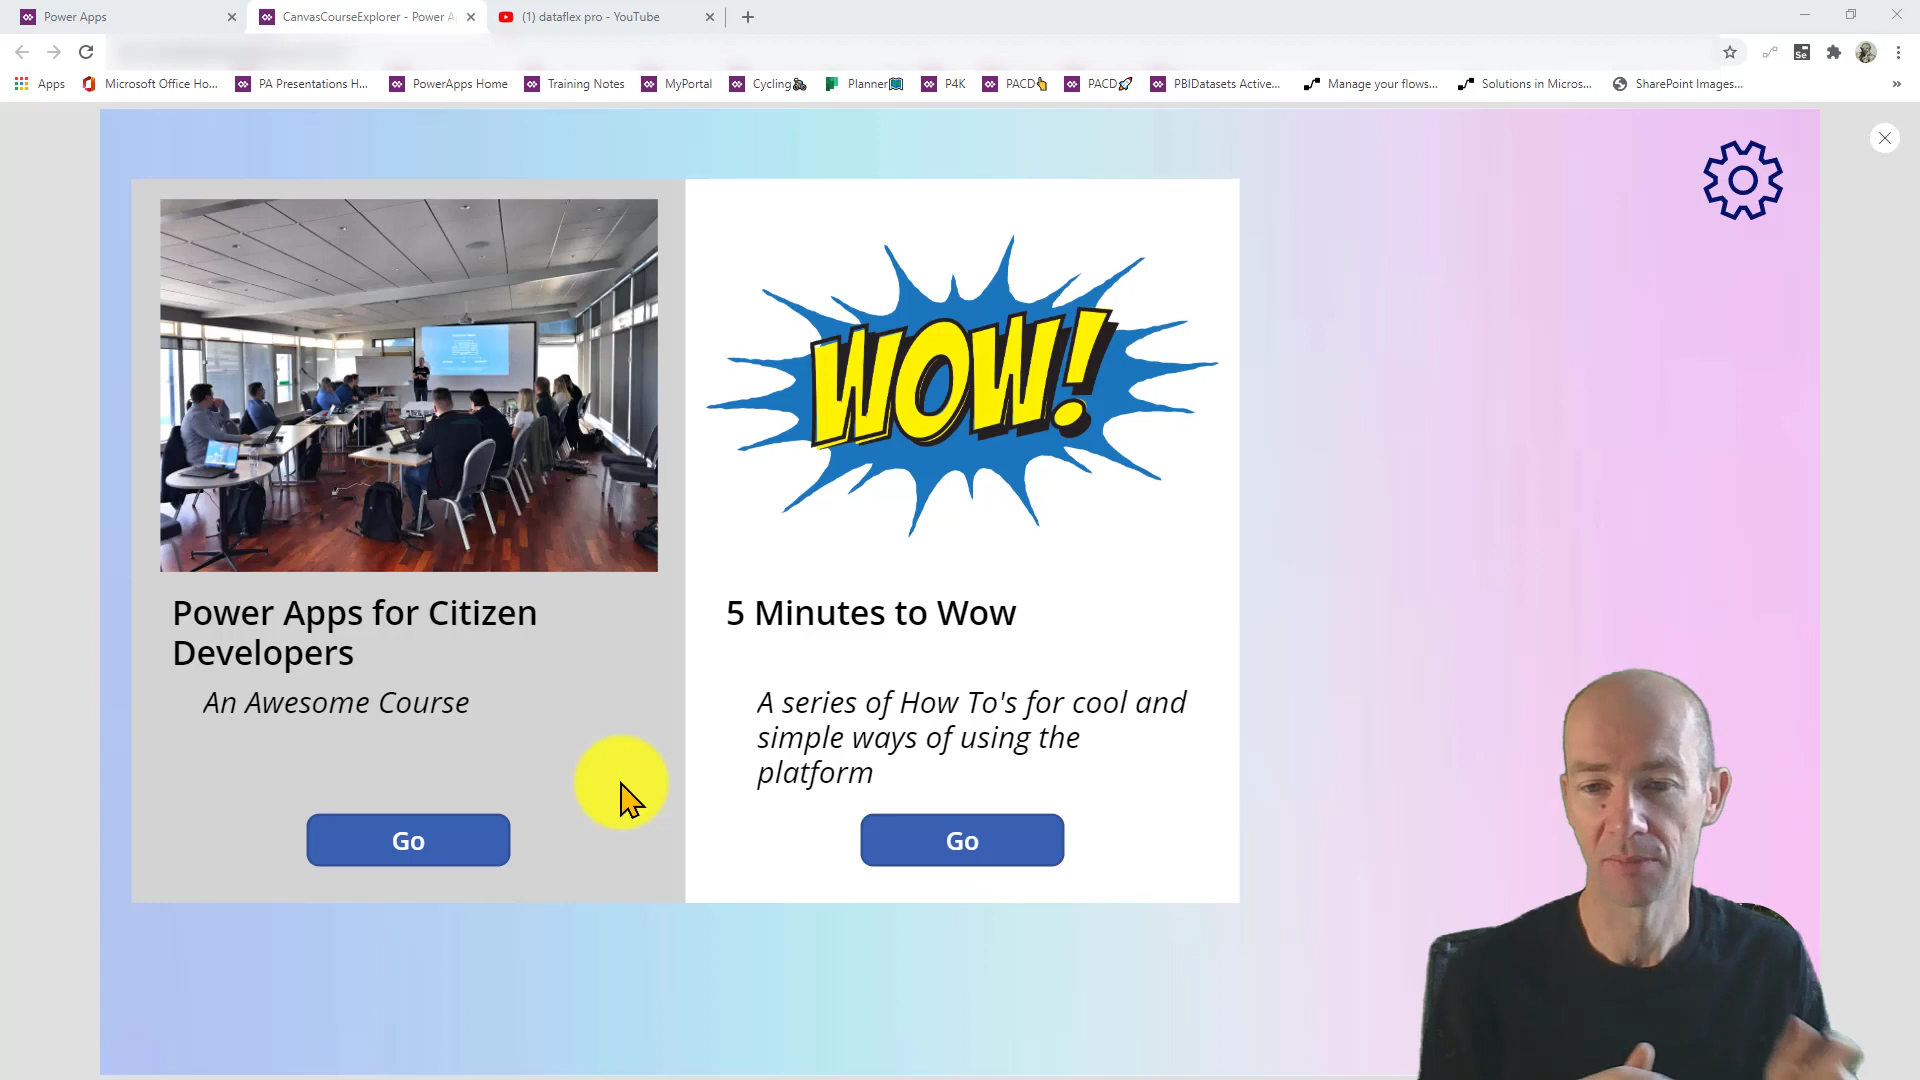 Power Apps
CanvasCourseExplorer - Power A
(1) dataflex pro - YouTube
Apps
Microsoft Office Ho...
PA Presentations H...
PowerApps Home
Training Notes
MyPortal
Cycling
Planner
P4K
PACD
PACD
PBIDatasets Active...
Manage your flows...
Solutions in Micros...
SharePoint Images...
WOW!
Power Apps for Citizen
Developers
An Awesome Course
Go
5 Minutes to Wow
A series of How To's for cool and
simple ways of using the
platform
Go